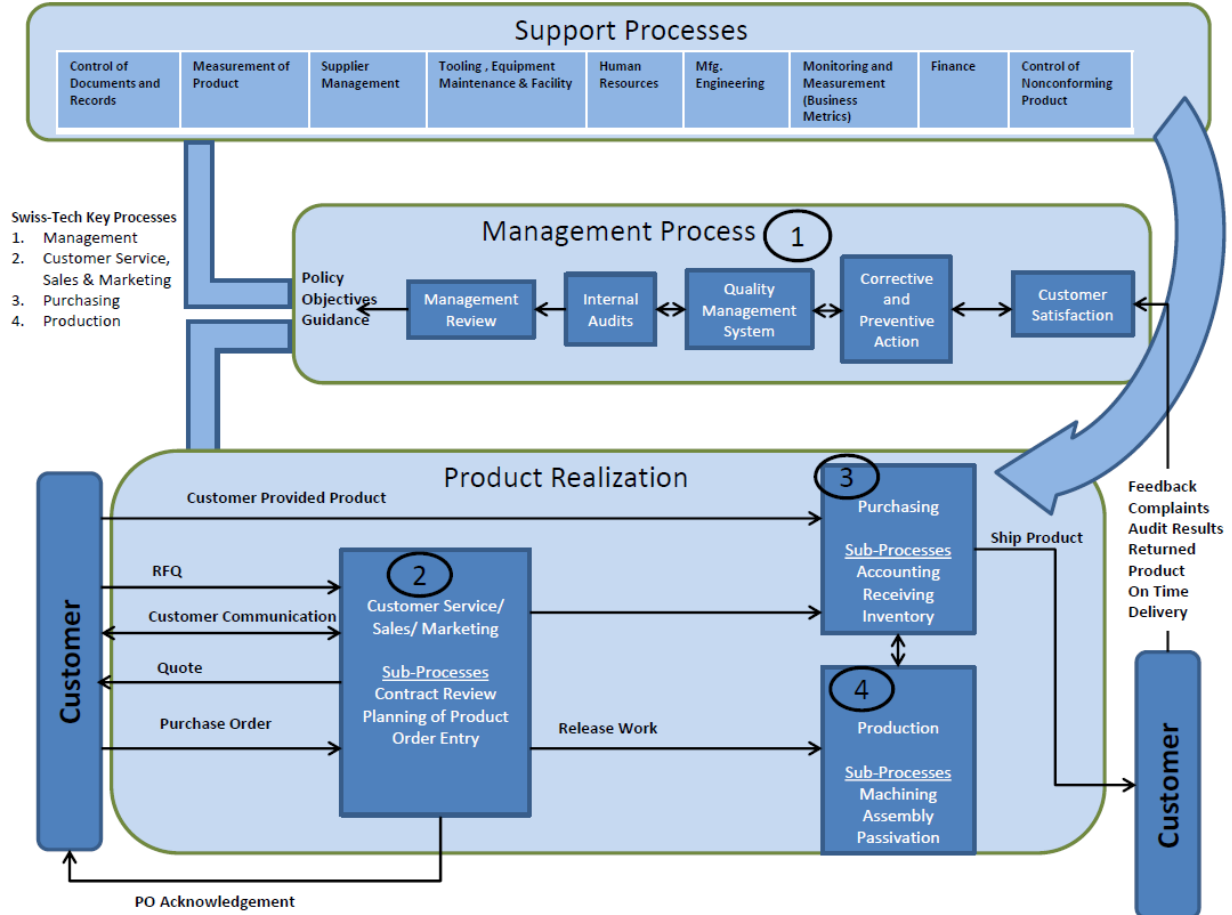 Support Processes
Control of
Documents and
Records
Measurement of
Product
Supplier
Management
Tooling , Equipment
Maintenance & Facility
Human
Resources
Mfg.
Engineering
Monitoring and
Measurement
(Business
Metrics)
Finance
Control of
Nonconforming
Product
Swiss-Tech Key Processes
1. Management
2. Customer Service,
Sales & Marketing
3. Purchasing
4. Production
Management Process
1
Policy
Objectives
Guidance
Management
Review
Internal
Audits
Quality
Management
System
Corrective
and
Preventive
Action
Customer
Satisfaction
Product Realization
Customer
Customer Provided Product
RFQ
Customer Communication
Quote
Purchase Order
2
Customer Service/
Sales/ Marketing
Sub-Processes
Contract Review
Planning of Product
Order Entry
Release Work
3
Purchasing
Sub-Processes
Accounting
Receiving
Inventory
4
Production
Sub-Processes
Machining
Assembly
Passivation
Ship Product
Feedback
Complaints
Audit Results
Returned
Product
On Time
Delivery
Customer
PO Acknowledgement